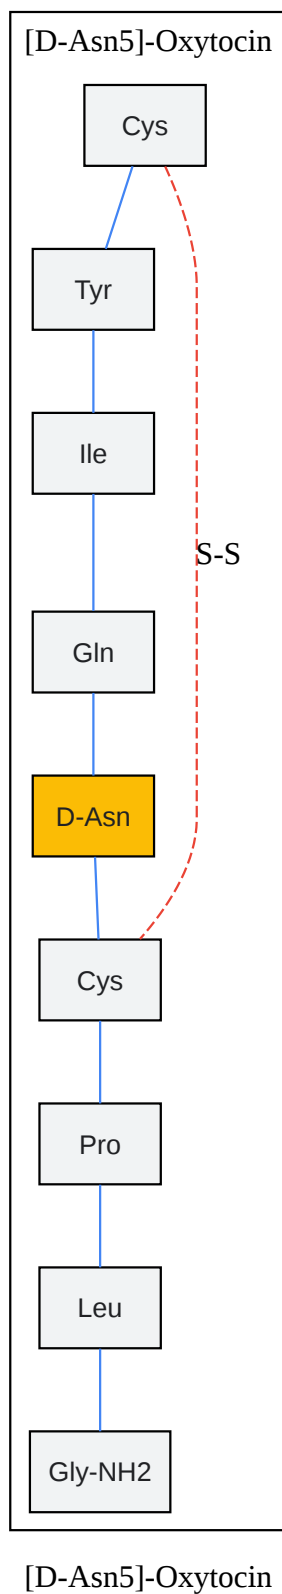 [D-Asn5]-Oxytocin
Cys
Tyr
Ile
S-S
Gln
D-Asn
Cys
Pro
Leu
Gly-NH2
[D-Asn5]-Oxytocin